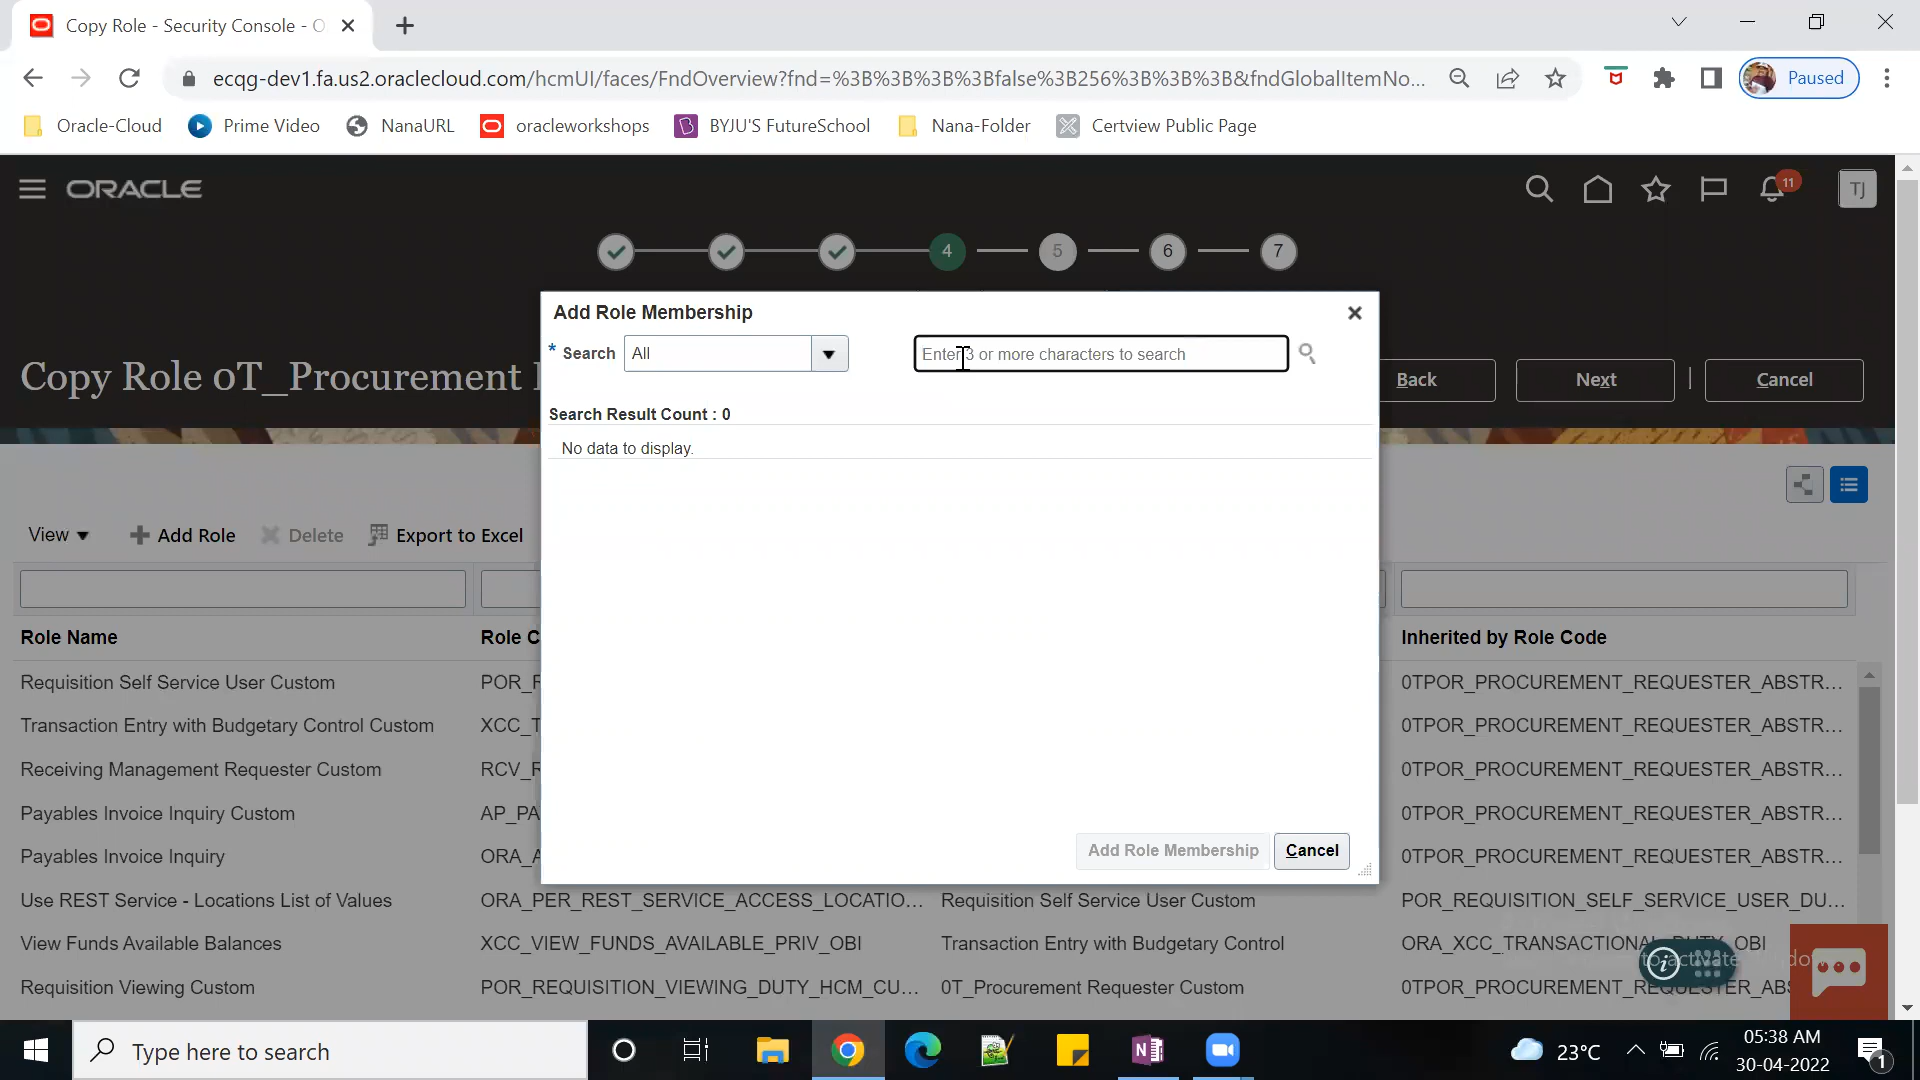 Copy Role - Security Console - O
ecqg-dev1.fa.us2.oraclecloud.com/hcmUI/faces/FndOverview?fnd=%3B%3B%3B%3Bfalse%3B256%3B%3B%3B&fndGlobalItemNo...
Paused
Oracle-Cloud
Prime Video
NanaURL
oracleworkshops
BYJU'S FutureSchool
Nana-Folder
Certview Public Page
ORACLE
11
TJ
4
5
6
7
Copy Role 0T_Procurement
Back
Next
Cancel
Add Role Membership
* Search All
Enter 3 or more characters to search
Search Result Count : 0
No data to display.
Add Role Membership
Cancel
View
Add Role
Delete
Export to Excel
Role Name
Role C
Inherited by Role Code
Requisition Self Service User Custom
0TPOR_PROCUREMENT_REQUESTER_ABSTR...
Transaction Entry with Budgetary Control Custom
XCC_T
0TPOR_PROCUREMENT_REQUESTER_ABSTR...
Receiving Management Requester Custom
RCV_R
0TPOR_PROCUREMENT_REQUESTER_ABSTR...
Payables Invoice Inquiry Custom
AP_PA
0TPOR_PROCUREMENT_REQUESTER_ABSTR...
Payables Invoice Inquiry
ORA_A
0TPOR_PROCUREMENT_REQUESTER_ABSTR...
Use REST Service - Locations List of Values
ORA_PER_REST_SERVICE_ACCESS_LOCATIO...
Requisition Self Service User Custom
POR_REQUISITION_SELF_SERVICE_USER_DU...
View Funds Available Balances
XCC_VIEW_FUNDS_AVAILABLE_PRIV_OBI
Transaction Entry with Budgetary Control
ORA_XCC_TRANSACTIONAL_DUTY_OBI
Requisition Viewing Custom
POR_REQUISITION_VIEWING_DUTY_HCM_CU...
0T_Procurement Requester Custom
Type here to search
23°C
05:38 AM
30-04-2022
1